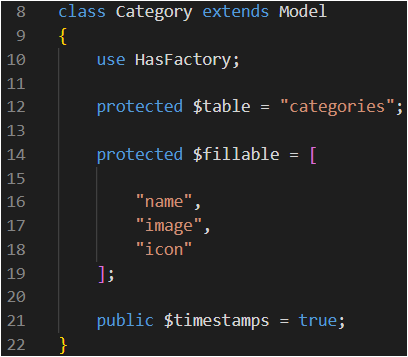 8 class Category extends Model
9 {
10 use HasFactory;
11
12 protected $table = "categories";
13
14 protected $fillable = [
15
16 "name",
17 "image",
18 "icon"
19 ];
20
21 public $timestamps = true;
22 }